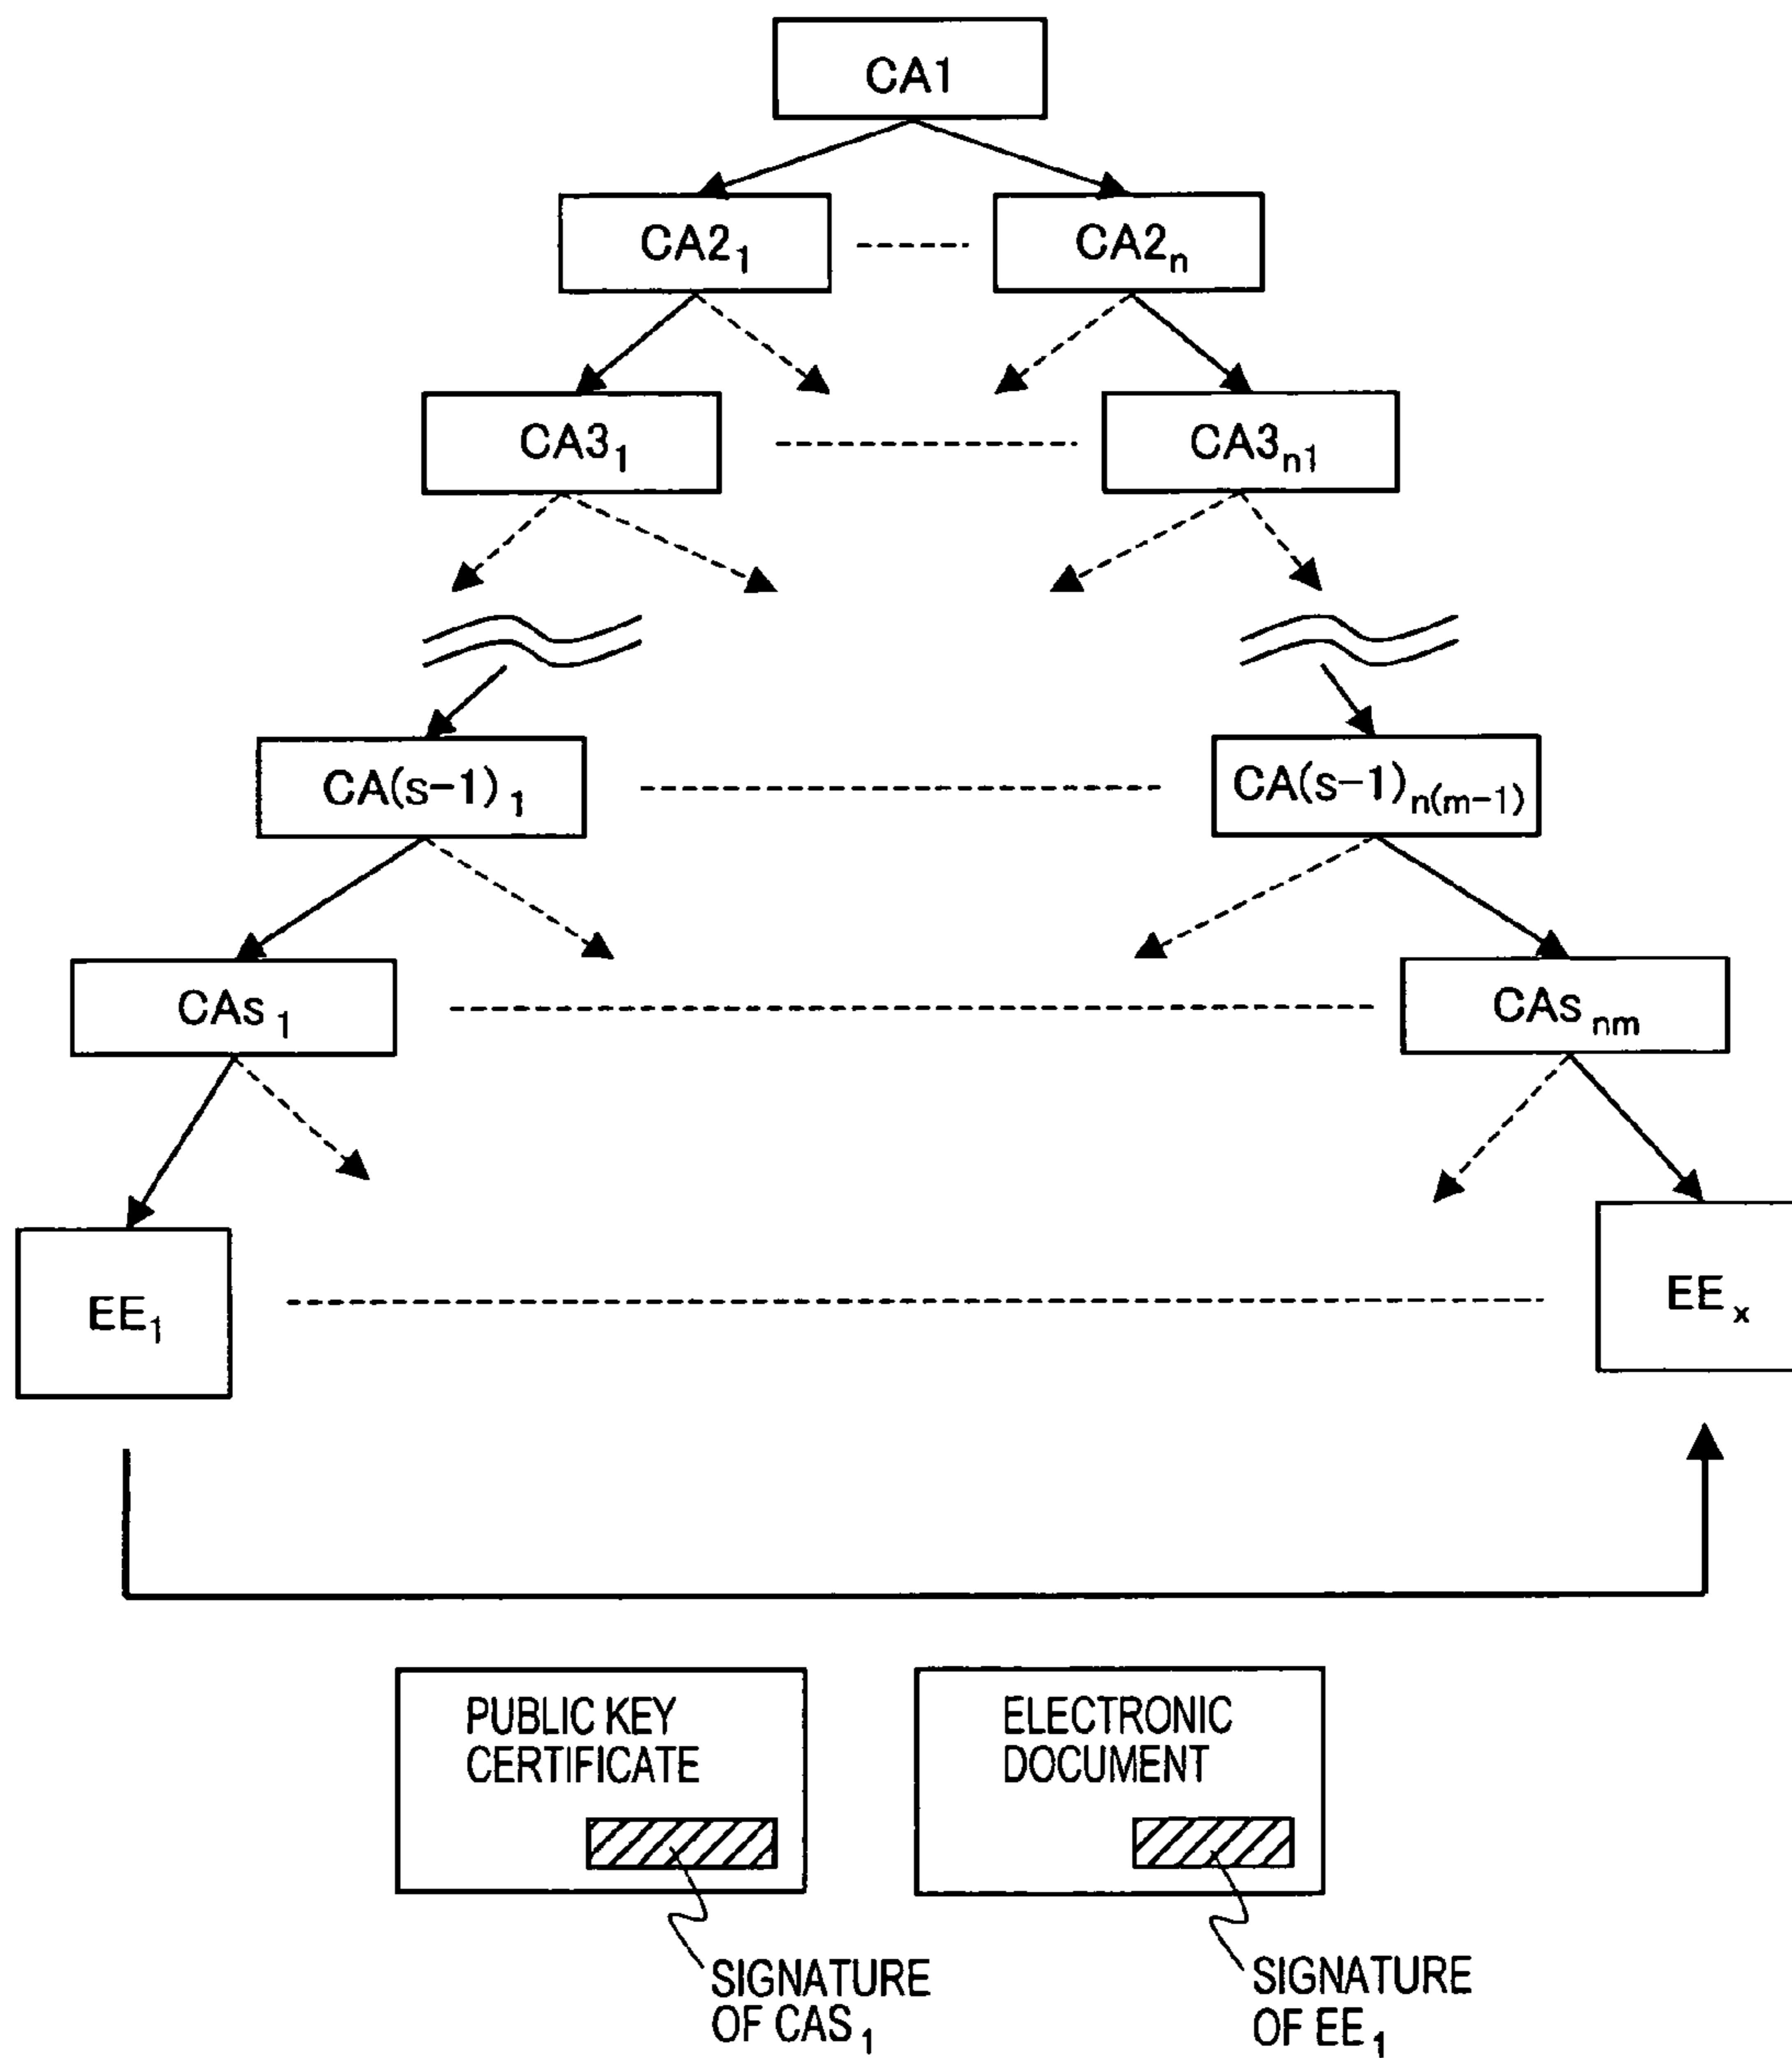 CA1
CA2₁
CA2ₙ
CA3₁
CA3ₙ₁
CA(s-1)₁
CA(s-1)ₙ₍ₘ₋₁₎
CAs₁
CAsₙₘ
EE₁
EEₓ
PUBLIC KEY
CERTIFICATE
ELECTRONIC
DOCUMENT
SIGNATURE
OF CAS₁
SIGNATURE
OF EE₁